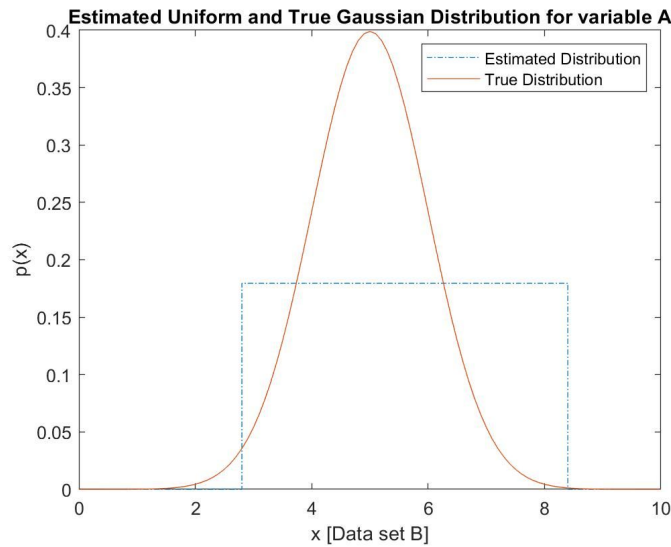 Estimated Uniform and True Gaussian Distribution for variable A
Estimated Distribution
True Distribution
0.4
0.35
0.3
0.25
0.2
0.15
0.1
0.05
0
p(x)
0 2 4 6 8 10
x [Data set B]